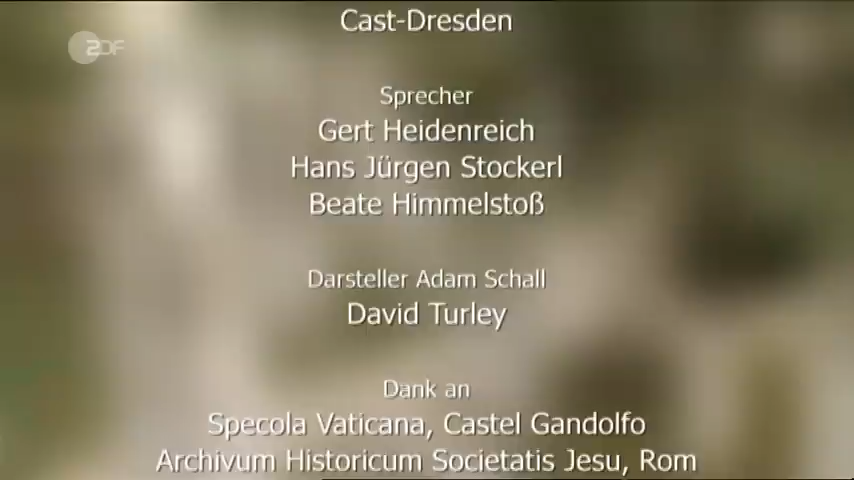 Cast-Dresden
ZDF
Sprecher
Gert Heidenreich
Hans Jürgen Stockerl
Beate Himmelstoß
Darsteller Adam Schall
David Turley
Dank an
Specola Vaticana, Castel Gandolfo
Archivum Historicum Societatis Jesu, Rom